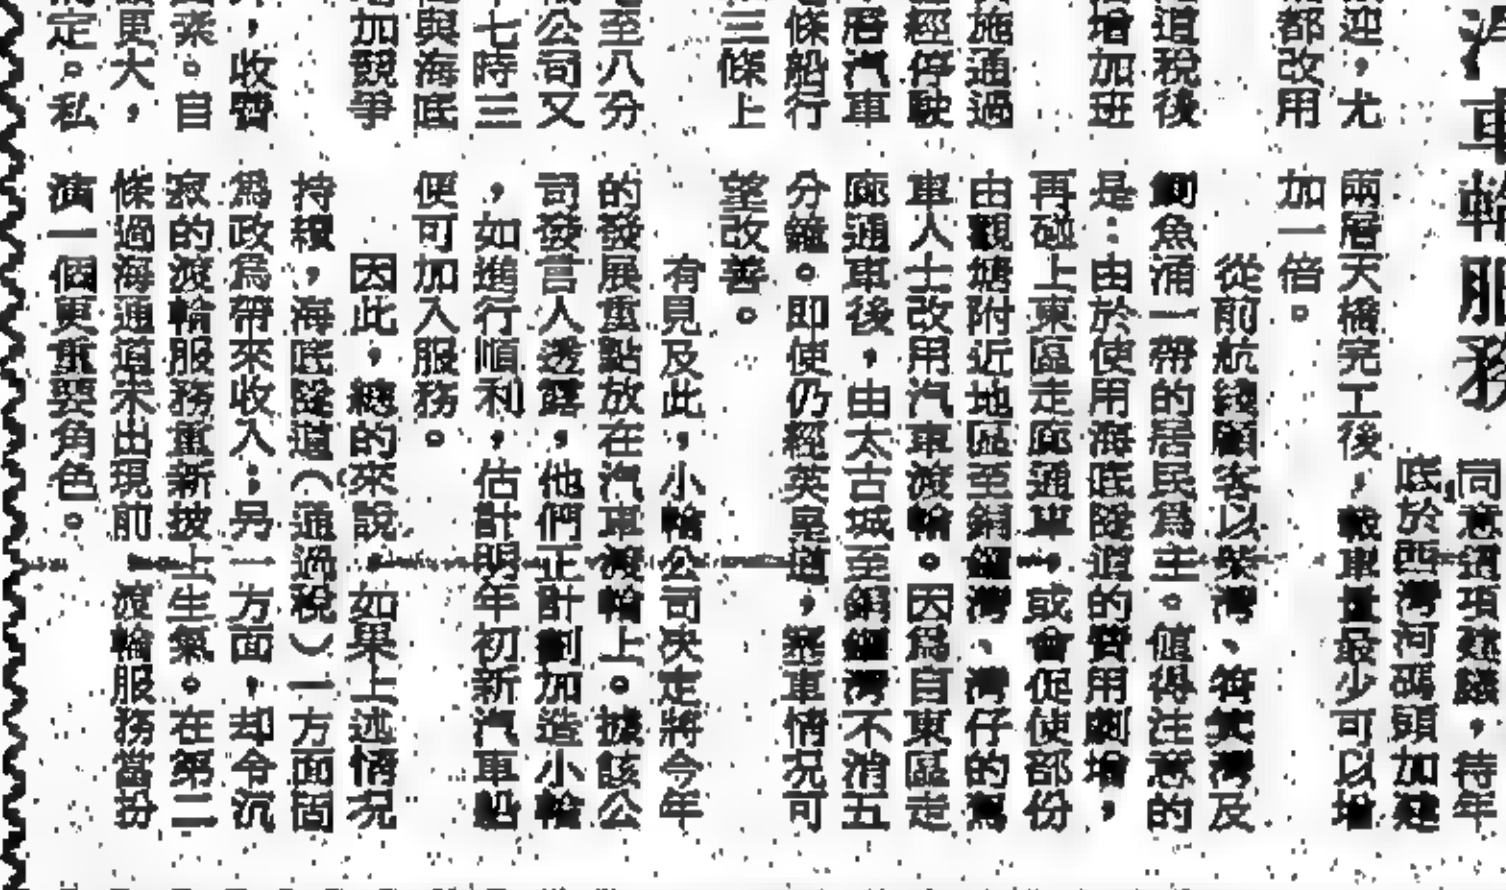 車輪服務
迎，尤
都改用
道稅後
增加班
施通過
經停駛
居汽車
條船行
三條上
至八分
公司又
七時三
與海底
加競爭
，收費
素。自
更大，
定。私
同意這項建議，待年
底於西灣河碼頭加建
兩層天橋完工後，載車量最少可以增
加一倍。
從前航綫顧客以柴灣、筲箕灣及
鰂魚涌一帶的居民爲主。值得注意的
是：由於使用海底隧道的費用劇增，
再碰上東區走廊通車，或會促使部份
由觀塘附近地區至銅鑼灣、灣仔的駕
車人士改用汽車渡輪。因爲自東區走
廊通車後，由太古城至銅鑼灣不消五
分鐘。即使仍經英皇道，塞車情况可
望改善。
有見及此，小輪公司决定將今年
的發展重點放在汽車渡輪上。據該公
司發言人透露，他們正計劃加造小輪
，如進行順利，估計明年初新汽車船
便可加入服務。
因此，總的來說，如果上述情况
持續，海底隧道（通過稅）一方面固
爲政爲帶來收入；另一方面，却令沉
寂的渡輪服務重新披上生氣。在第二
條過海通道未出現前，渡輪服務當扮
演一個更重要角色。